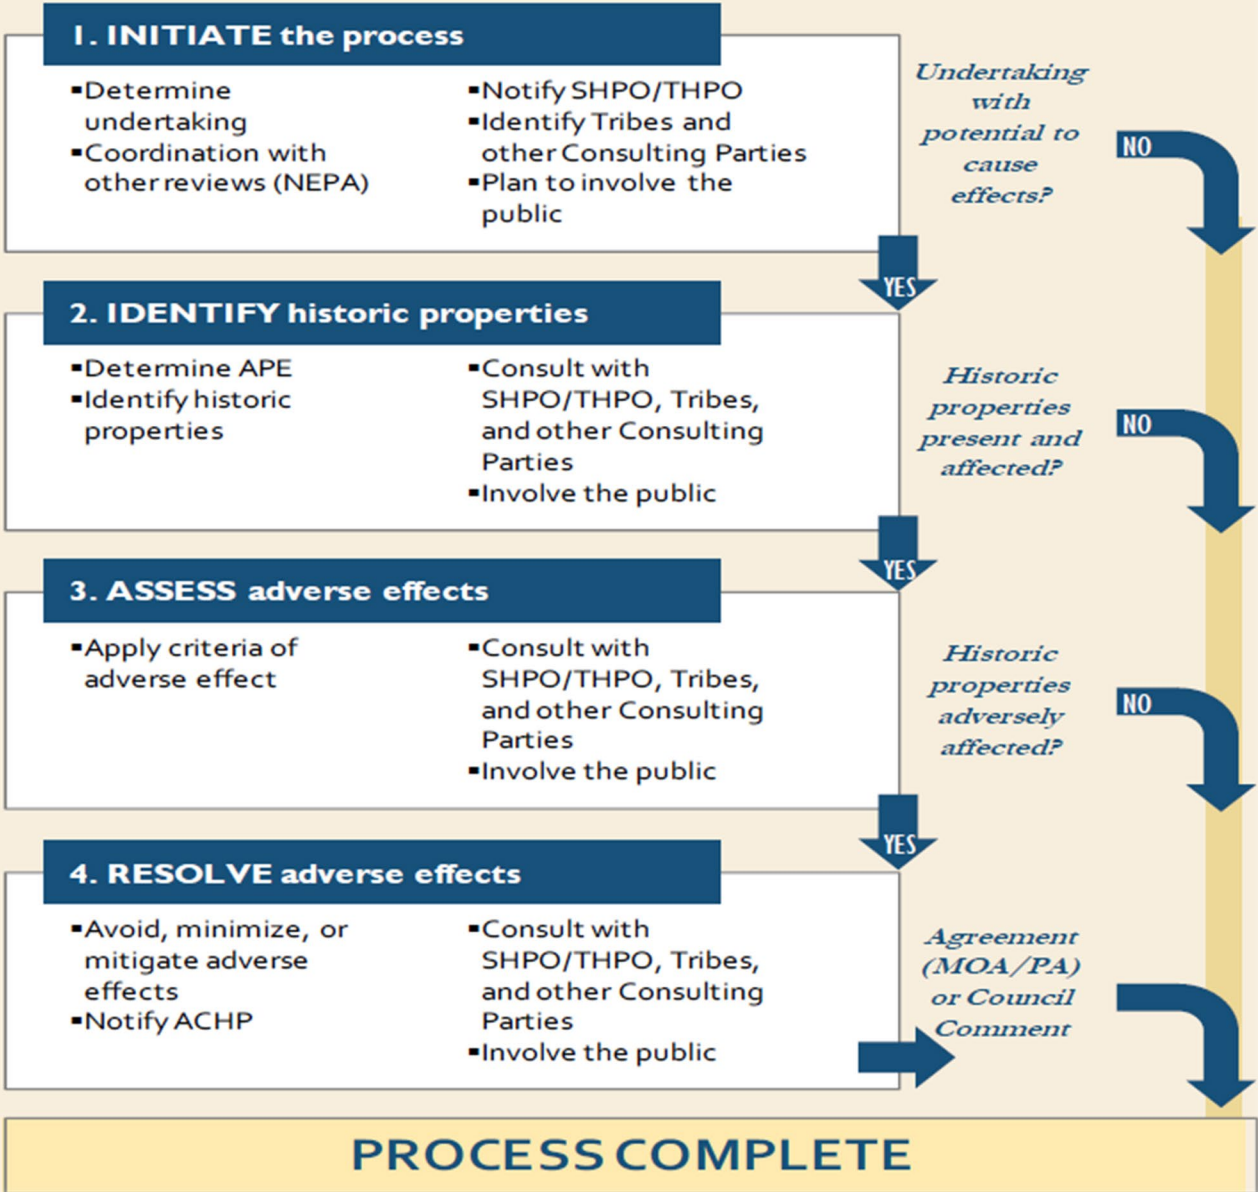 1. INITIATE the process
▪Determine
undertaking
▪Coordination with
other reviews (NEPA)
▪Notify SHPO/THPO
▪Identify Tribes and
other Consulting Parties
▪Plan to involve the
public
Undertaking
with
potential to
cause
effects?
NO
YES
2. IDENTIFY historic properties
▪Determine APE
▪Identify historic
properties
▪Consult with
SHPO/THPO, Tribes,
and other Consulting
Parties
▪Involve the public
Historic
properties
present and
affected?
NO
YES
3. ASSESS adverse effects
▪Apply criteria of
adverse effect
▪Consult with
SHPO/THPO, Tribes,
and other Consulting
Parties
▪Involve the public
Historic
properties
adversely
affected?
NO
YES
4. RESOLVE adverse effects
▪Avoid, minimize, or
mitigate adverse
effects
▪Notify ACHP
▪Consult with
SHPO/THPO, Tribes,
and other Consulting
Parties
▪Involve the public
Agreement
(MOA/PA)
or Council
Comment
PROCESS COMPLETE